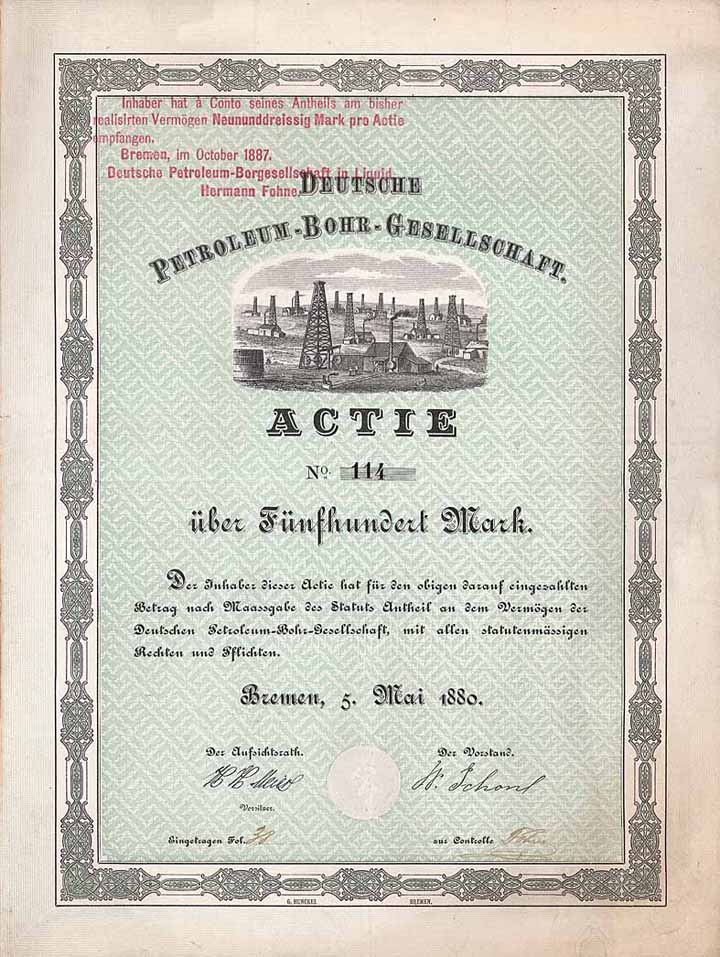 Inhaber hat à Conto seines Antheils am bisher
realisirten Vermögen Neununddreissig Mark pro Actie
empfangen.
Bremen, im October 1887.
Deutsche Petroleum-Borgesellschaft in Liquid.
Hermann Fohne.
DEUTSCHE
PETROLEUM-BOHR-GESELLSCHAFT.
ACTIE
No. 114
über Fünfhundert Mark.
Der Inhaber dieser Actie hat für den obigen darauf eingezahlten
Betrag nach Maassgabe des Statuts Antheil an dem Vermögen der
Deutschen Petroleum-Bohr-Gesellschaft, mit allen statutenmässigen
Rechten und Pflichten.
Bremen, 5. Mai 1880.
Der Aufsichtsrath. Der Vorstand.
H H Meier
Vorsitzer.
Eingetragen Fol. 30 zur Controlle
G. HUNCKEL BREMEN.